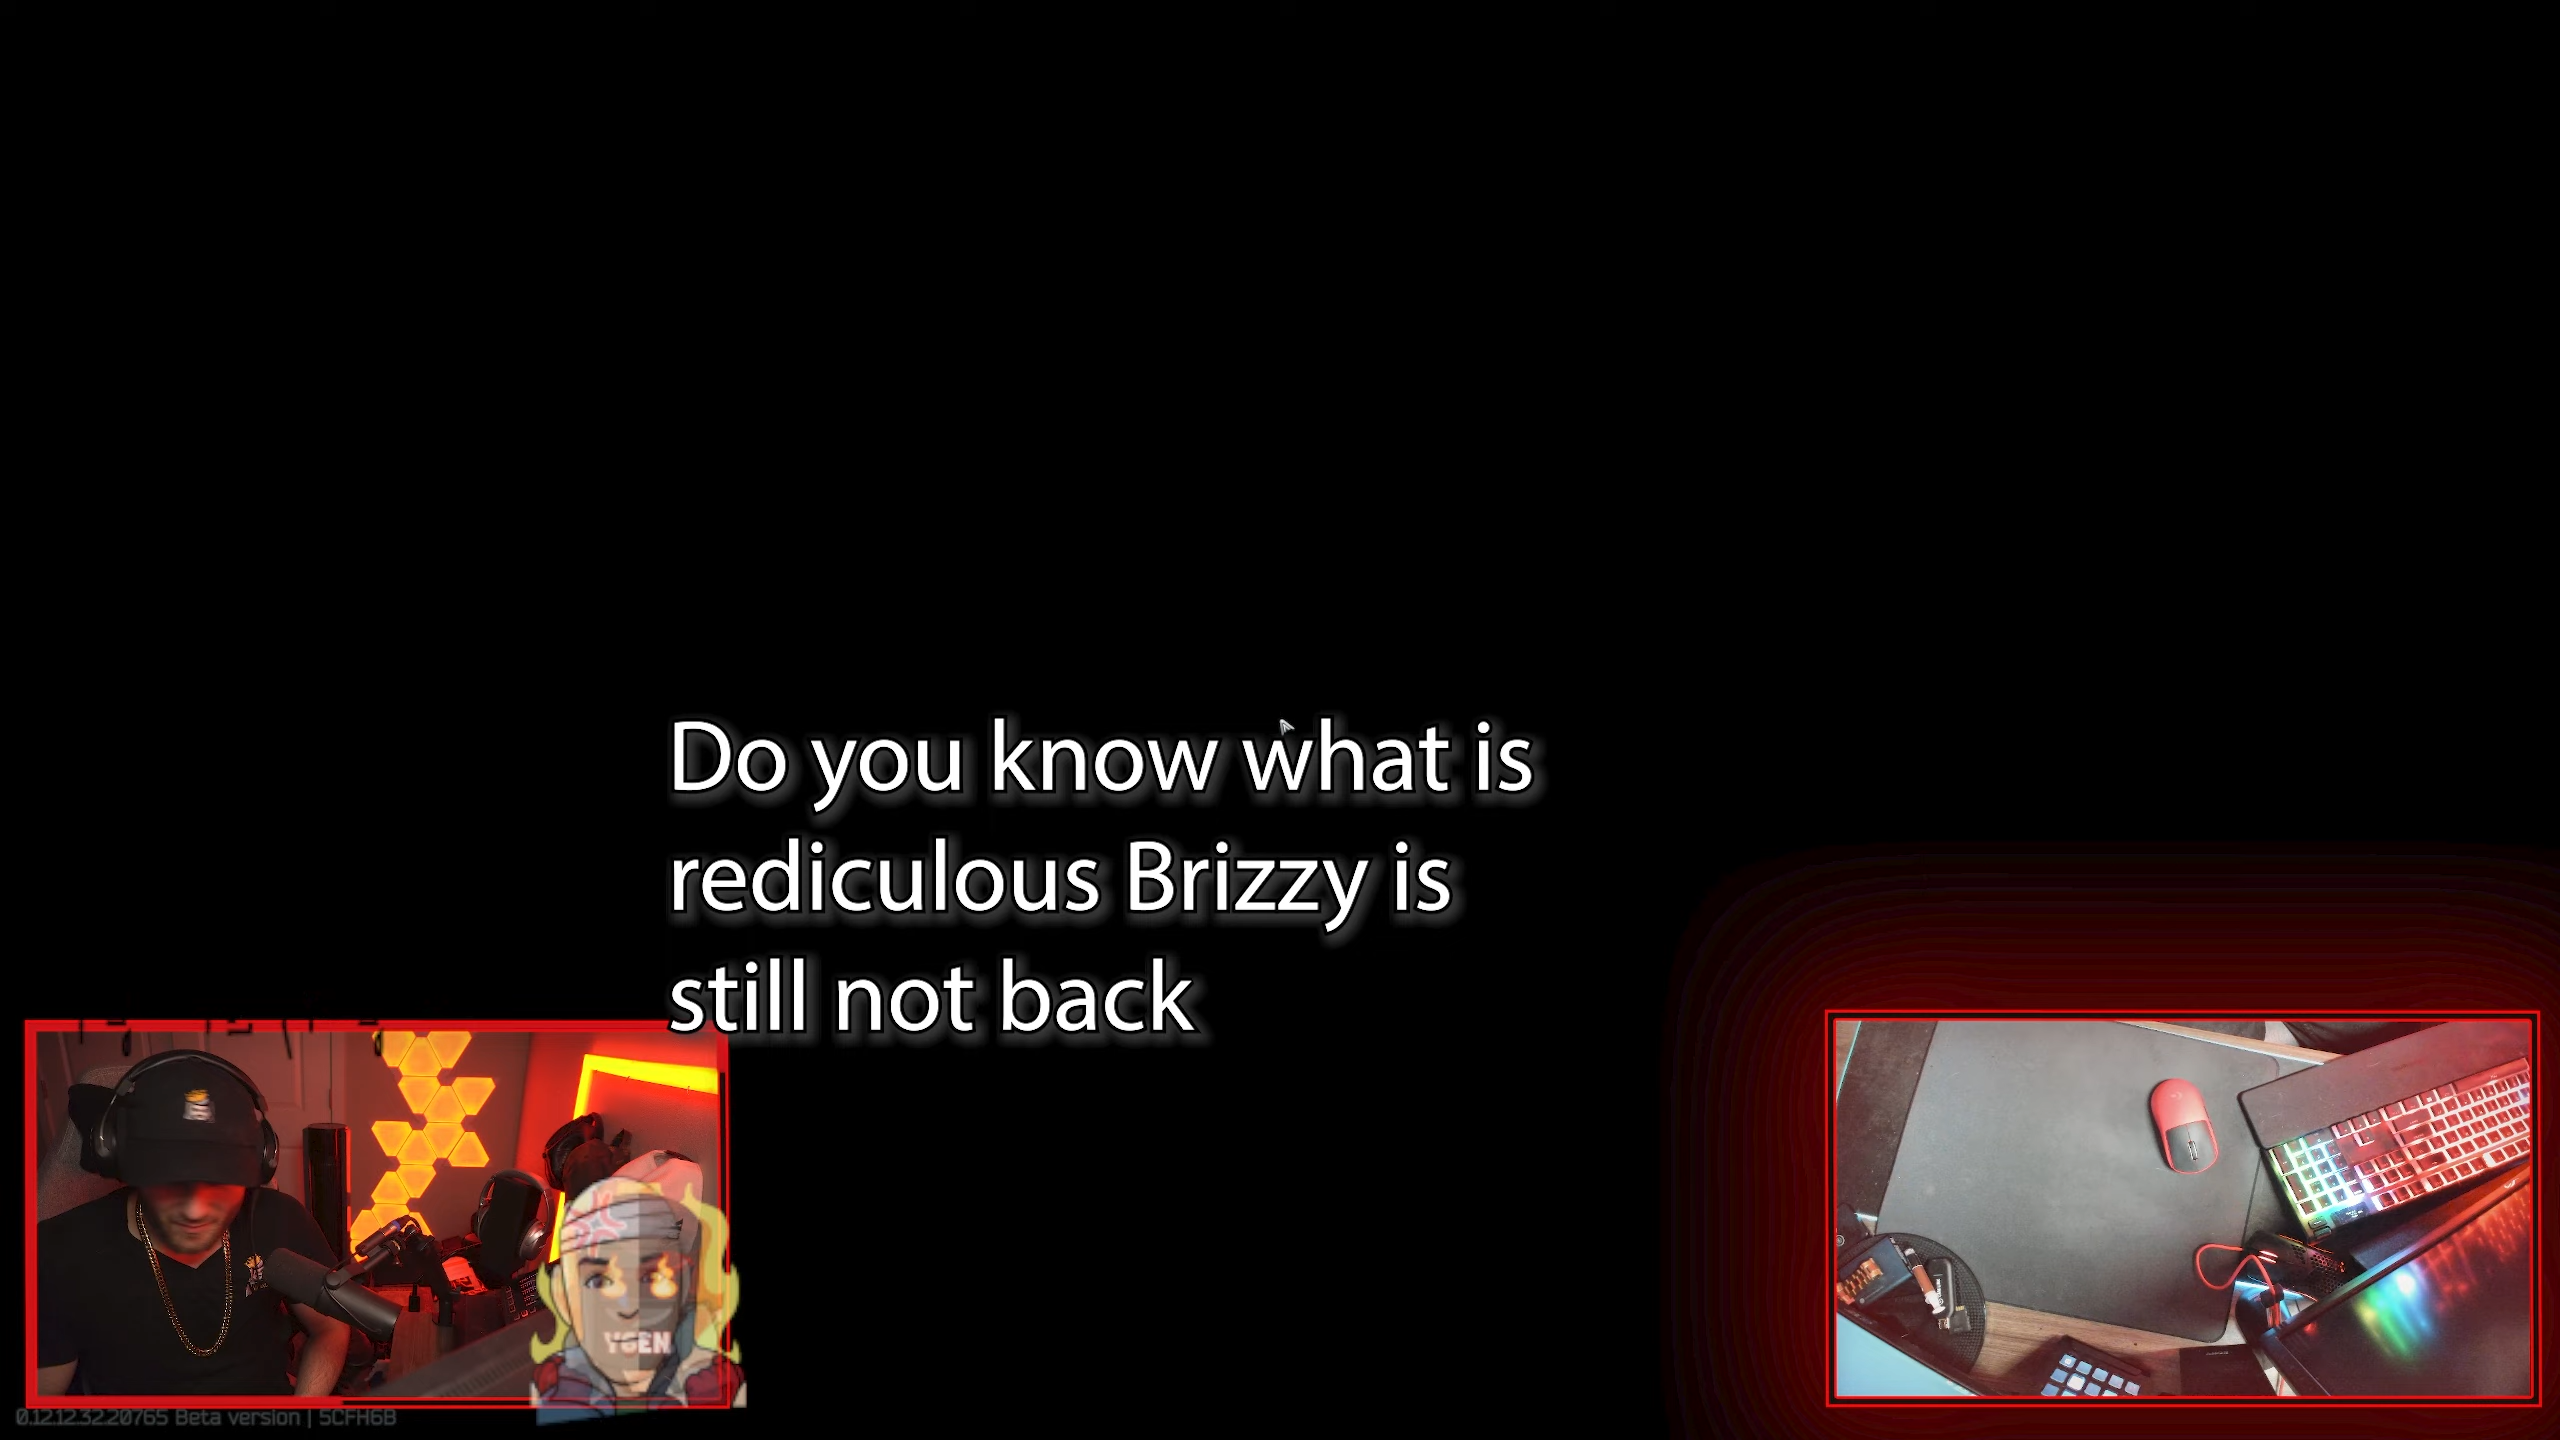 Do you know what is
rediculous Brizzy is
still not back
YGEN
0.12.12.32.20765 Beta version | 5CFH6B